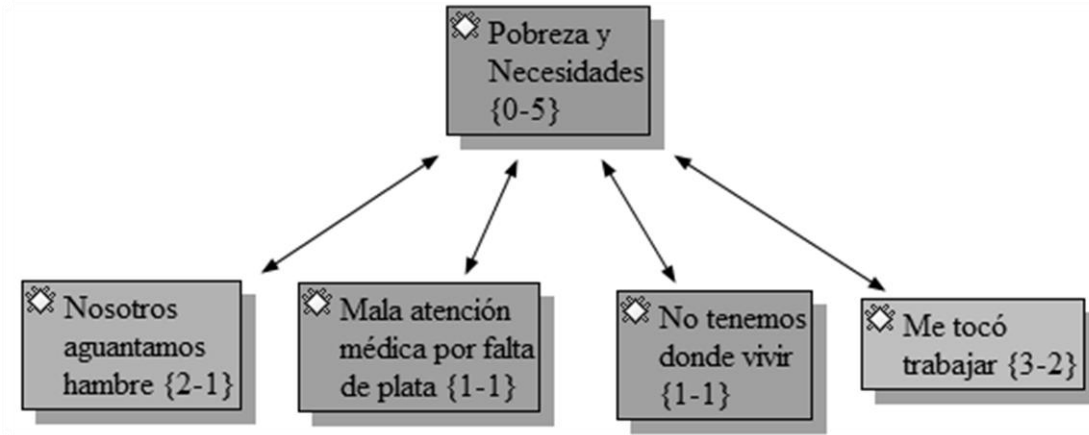 Pobreza y
Necesidades
{0-5}
Nosotros
aguantamos
hambre {2-1}
Mala atención
médica por falta
de plata {1-1}
No tenemos
donde vivir
{1-1}
Me tocó
trabajar {3-2}